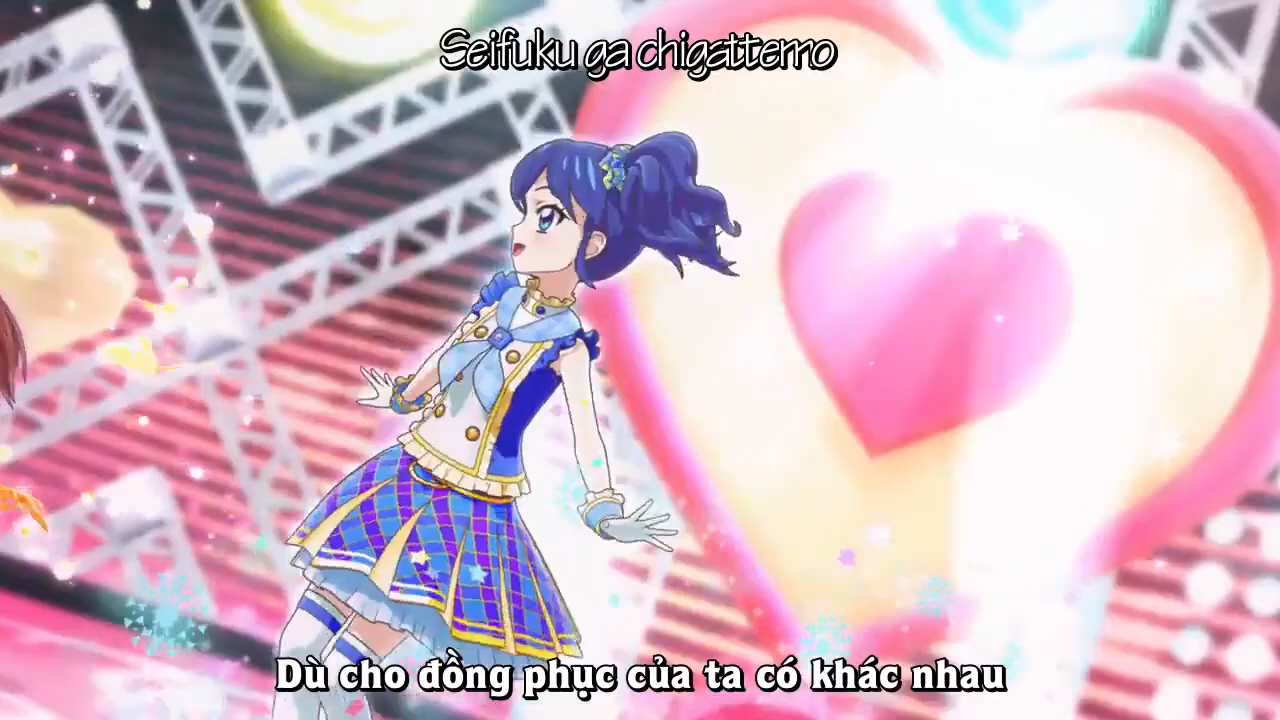 Seifuku ga chigattemo
Dù cho đồng phục của ta có khác nhau